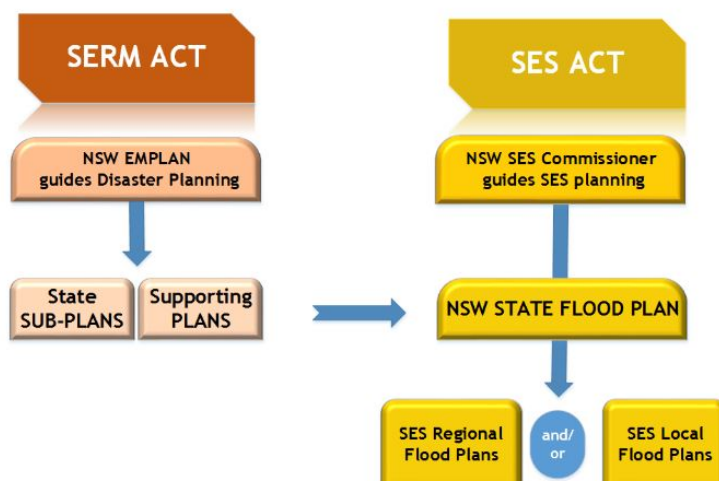 SERM ACT
SES ACT
NSW EMPLAN
guides Disaster Planning
NSW SES Commissioner
guides SES planning
State
SUB-PLANS
Supporting
PLANS
NSW STATE FLOOD PLAN
SES Regional
Flood Plans
and/
or
SES Local
Flood Plans